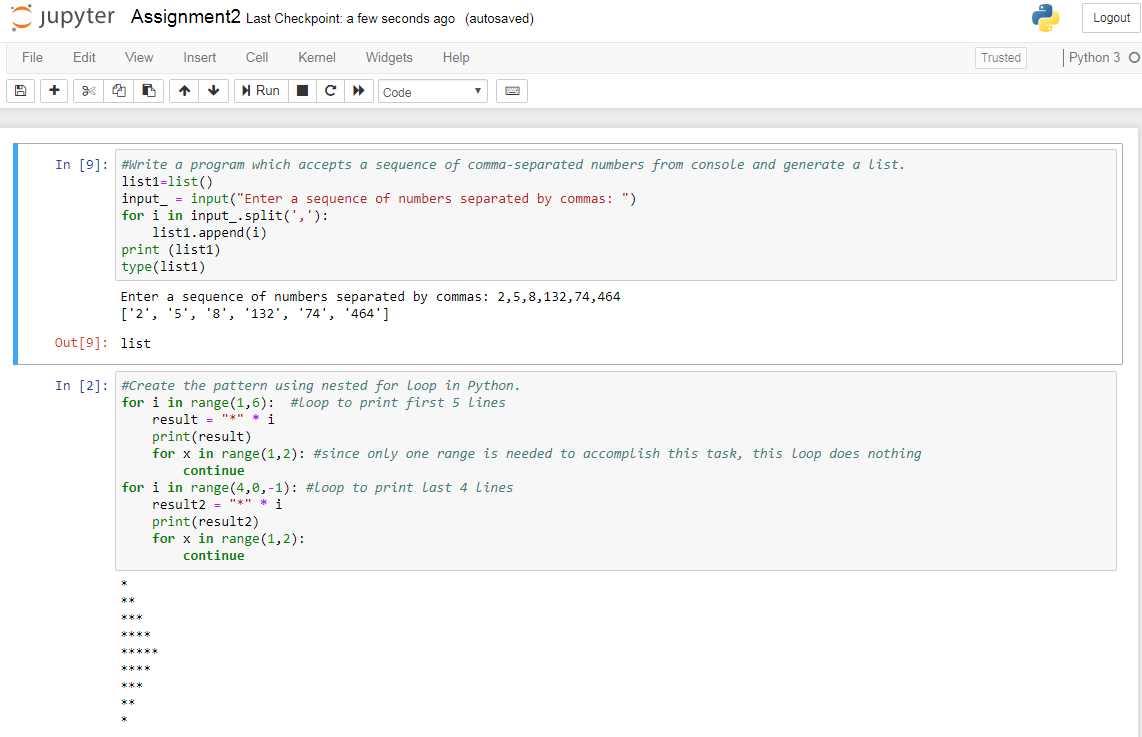 jupyter Assignment2 Last Checkpoint: a few seconds ago (autosaved) Logout
File Edit View Insert Cell Kernel Widgets Help Trusted Python 3
Run Code
In [9]: #Write a program which accepts a sequence of comma-separated numbers from console and generate a list.
list1=list()
input_ = input("Enter a sequence of numbers separated by commas: ")
for i in input_.split(','):
    list1.append(i)
print (list1)
type(list1)
Enter a sequence of numbers separated by commas: 2,5,8,132,74,464
['2', '5', '8', '132', '74', '464']
Out[9]: list
In [2]: #Create the pattern using nested for loop in Python.
for i in range(1,6):  #loop to print first 5 lines
    result = "*" * i
    print(result)
    for x in range(1,2): #since only one range is needed to accomplish this task, this loop does nothing
        continue
for i in range(4,0,-1): #loop to print last 4 lines
    result2 = "*" * i
    print(result2)
    for x in range(1,2):
        continue
*
**
***
****
*****
****
***
**
*